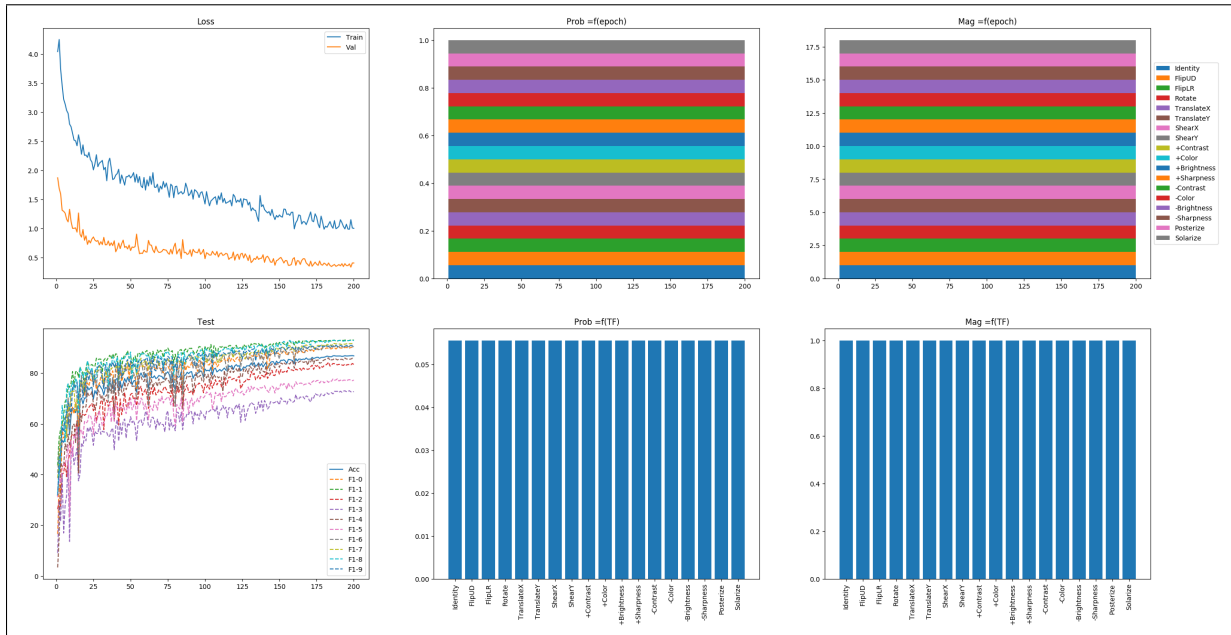 Loss
Train
Val
4.0
3.5
3.0
2.5
2.0
1.5
1.0
0.5
0 25 50 75 100 125 150 175 200
Prob =f(epoch)
1.0
0.8
0.6
0.4
0.2
0.0
0 25 50 75 100 125 150 175 200
Mag =f(epoch)
17.5
15.0
12.5
10.0
7.5
5.0
2.5
0.0
0 25 50 75 100 125 150 175 200
Identity
FlipUD
FlipLR
Rotate
TranslateX
TranslateY
ShearX
ShearY
+Contrast
+Color
+Brightness
+Sharpness
-Contrast
-Color
-Brightness
-Sharpness
Posterize
Solarize
Test
80
60
40
20
0
0 25 50 75 100 125 150 175 200
Acc
F1-0
F1-1
F1-2
F1-3
F1-4
F1-5
F1-6
F1-7
F1-8
F1-9
Prob =f(TF)
0.05
0.04
0.03
0.02
0.01
0.00
Identity
FlipUD
FlipLR
Rotate
TranslateX
TranslateY
ShearX
ShearY
+Contrast
+Color
+Brightness
+Sharpness
-Contrast
-Color
-Brightness
-Sharpness
Posterize
Solarize
Mag =f(TF)
1.0
0.8
0.6
0.4
0.2
0.0
Identity
FlipUD
FlipLR
Rotate
TranslateX
TranslateY
ShearX
ShearY
+Contrast
+Color
+Brightness
+Sharpness
-Contrast
-Color
-Brightness
-Sharpness
Posterize
Solarize